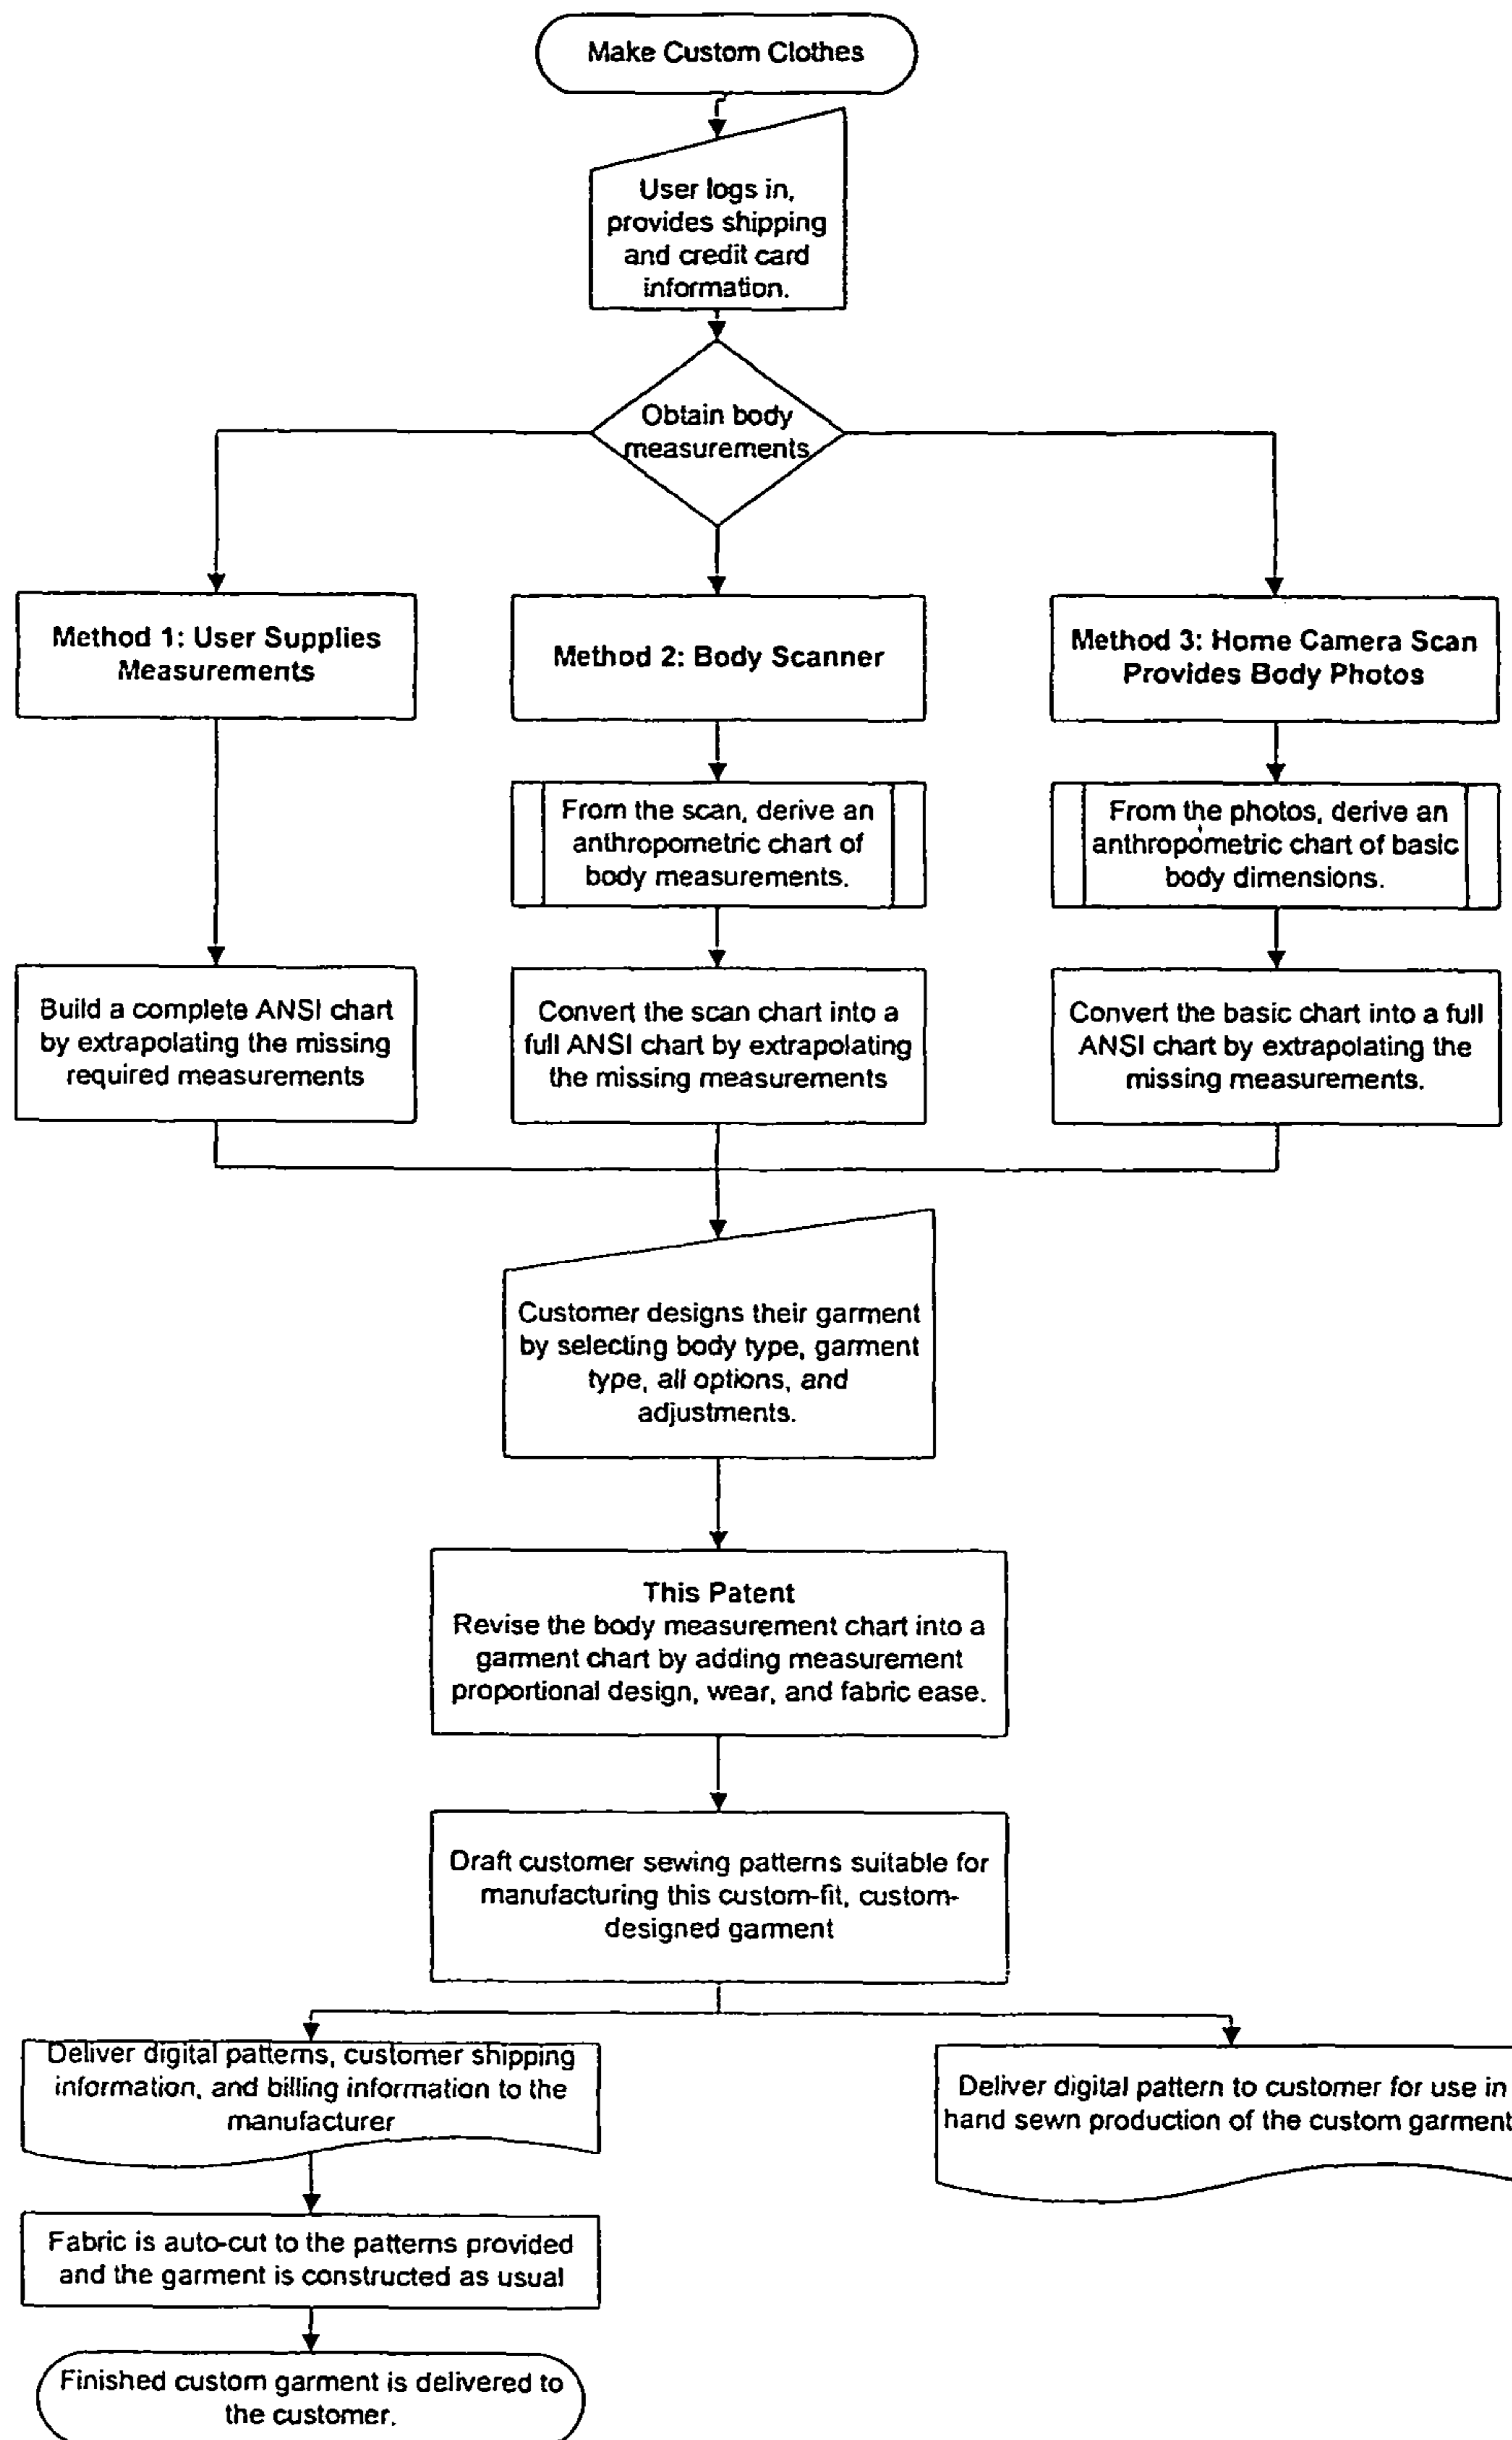 Make Custom Clothes
User logs in,
provides shipping
and credit card
information.
Obtain body
measurements
Method 1: User Supplies
Measurements
Method 2: Body Scanner
Method 3: Home Camera Scan
Provides Body Photos
From the scan, derive an
anthropometric chart of
body measurements.
From the photos, derive an
anthropometric chart of basic
body dimensions.
Build a complete ANSI chart
by extrapolating the missing
required measurements
Convert the scan chart into a
full ANSI chart by extrapolating
the missing measurements
Convert the basic chart into a full
ANSI chart by extrapolating the
missing measurements.
Customer designs their garment
by selecting body type, garment
type, all options, and
adjustments.
This Patent
Revise the body measurement chart into a
garment chart by adding measurement
proportional design, wear, and fabric ease.
Draft customer sewing patterns suitable for
manufacturing this custom-fit, custom-
designed garment
Deliver digital patterns, customer shipping
information, and billing information to the
manufacturer
Deliver digital pattern to customer for use in
hand sewn production of the custom garment
Fabric is auto-cut to the patterns provided
and the garment is constructed as usual
Finished custom garment is delivered to
the customer.